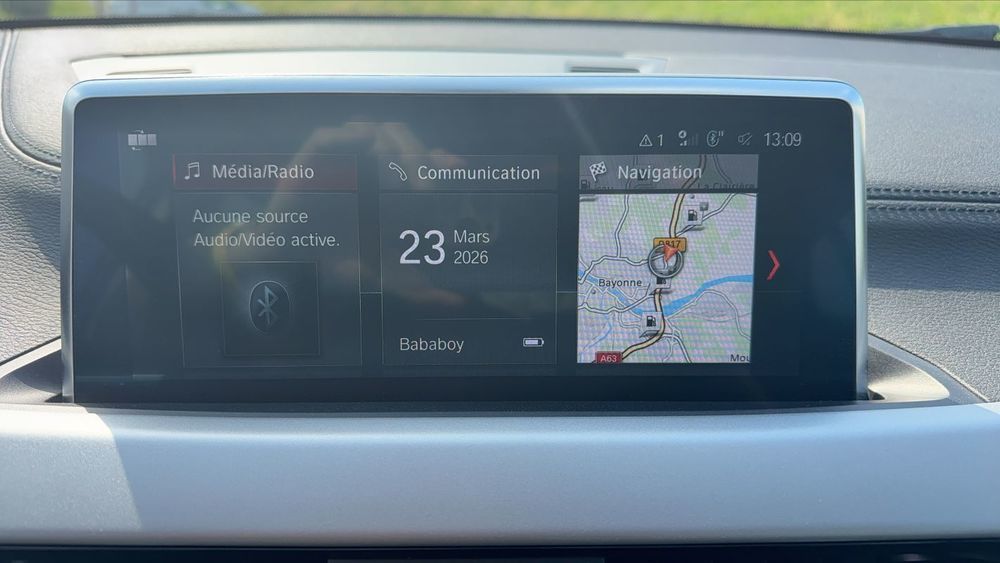 1 13:09
Média/Radio
Aucune source
Audio/Vidéo active.
Communication
23 Mars
2026
Bababoy
Navigation
D817
Bayonne
A63
Mou